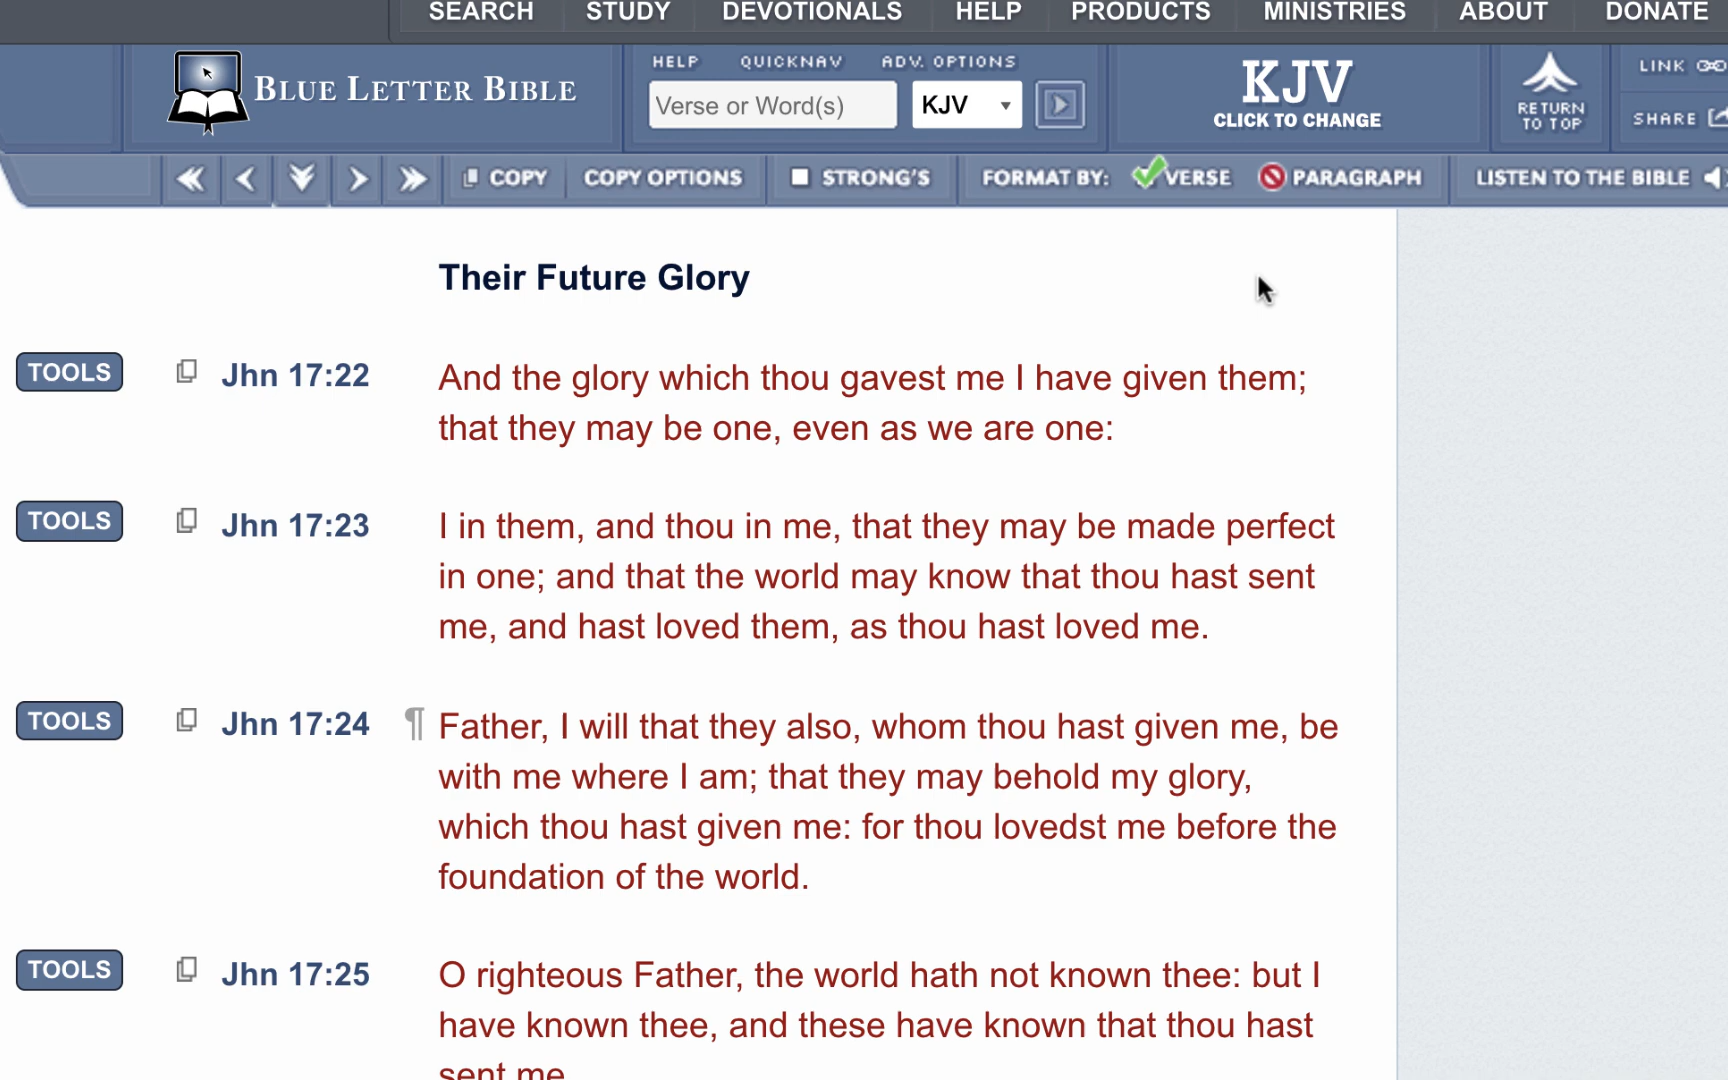 SEARCH STUDY DEVOTIONALS HELP PRODUCTS MINISTRIES ABOUT DONATE
BLUE LETTER BIBLE
HELP QUICKNAV ADV. OPTIONS
Verse or Word(s) KJV
KJV
CLICK TO CHANGE
RETURN
TO TOP
LINK
SHARE
COPY COPY OPTIONS STRONG'S FORMAT BY: VERSE PARAGRAPH LISTEN TO THE BIBLE
Their Future Glory
TOOLS Jhn 17:22 And the glory which thou gavest me I have given them;
that they may be one, even as we are one:
TOOLS Jhn 17:23 I in them, and thou in me, that they may be made perfect
in one; and that the world may know that thou hast sent
me, and hast loved them, as thou hast loved me.
TOOLS Jhn 17:24 ¶ Father, I will that they also, whom thou hast given me, be
with me where I am; that they may behold my glory,
which thou hast given me: for thou lovedst me before the
foundation of the world.
TOOLS Jhn 17:25 O righteous Father, the world hath not known thee: but I
have known thee, and these have known that thou hast
sent me.